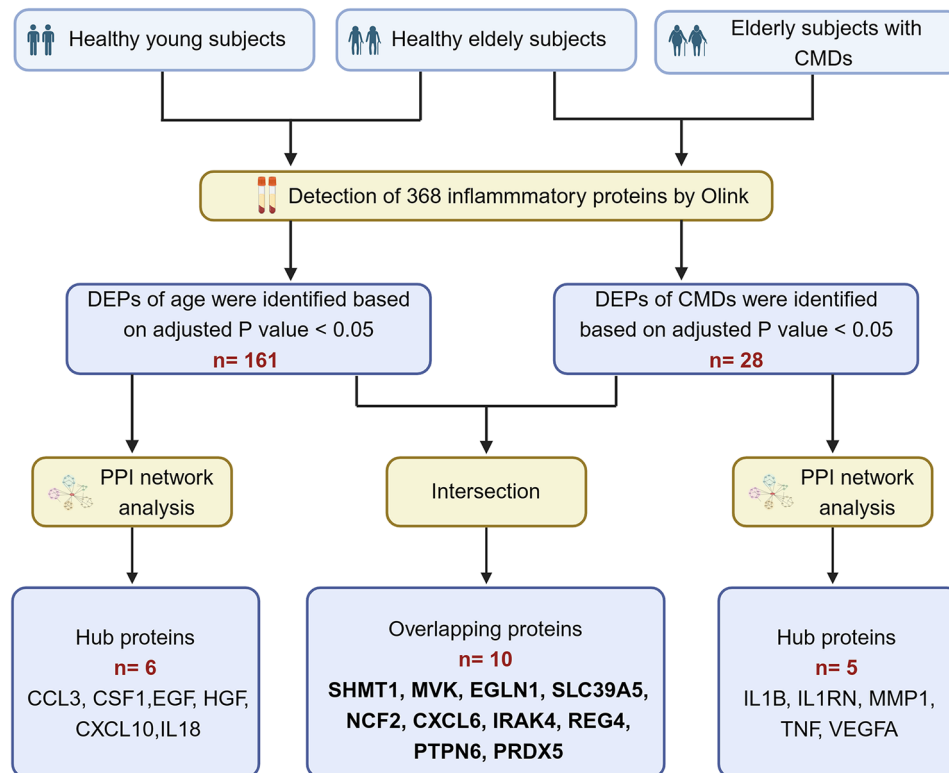 Healthy young subjects
Healthy eldely subjects
Elderly subjects with
CMDs
Detection of 368 inflammmatory proteins by Olink
DEPs of age were identified based
on adjusted P value < 0.05
n= 161
DEPs of CMDs were identified
based on adjusted P value < 0.05
n= 28
PPI network
analysis
Intersection
PPI network
analysis
Hub proteins
n= 6
CCL3, CSF1,EGF, HGF,
CXCL10,IL18
Overlapping proteins
n= 10
SHMT1, MVK, EGLN1, SLC39A5,
NCF2, CXCL6, IRAK4, REG4,
PTPN6, PRDX5
Hub proteins
n= 5
IL1B, IL1RN, MMP1,
TNF, VEGFA